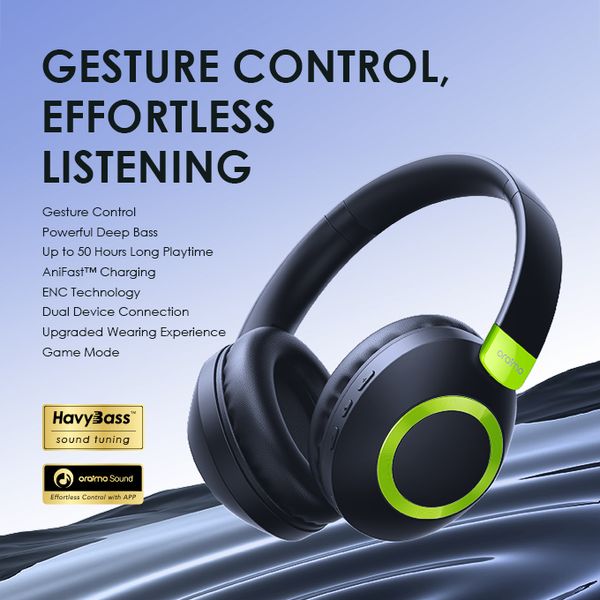 GESTURE CONTROL,
EFFORTLESS
LISTENING
Gesture Control
Powerful Deep Bass
Up to 50 Hours Long Playtime
AniFast™ Charging
ENC Technology
Dual Device Connection
Upgraded Wearing Experience
Game Mode
HavyBass™
sound tuning
oraimo Sound
Effortless Control with APP
oraimo